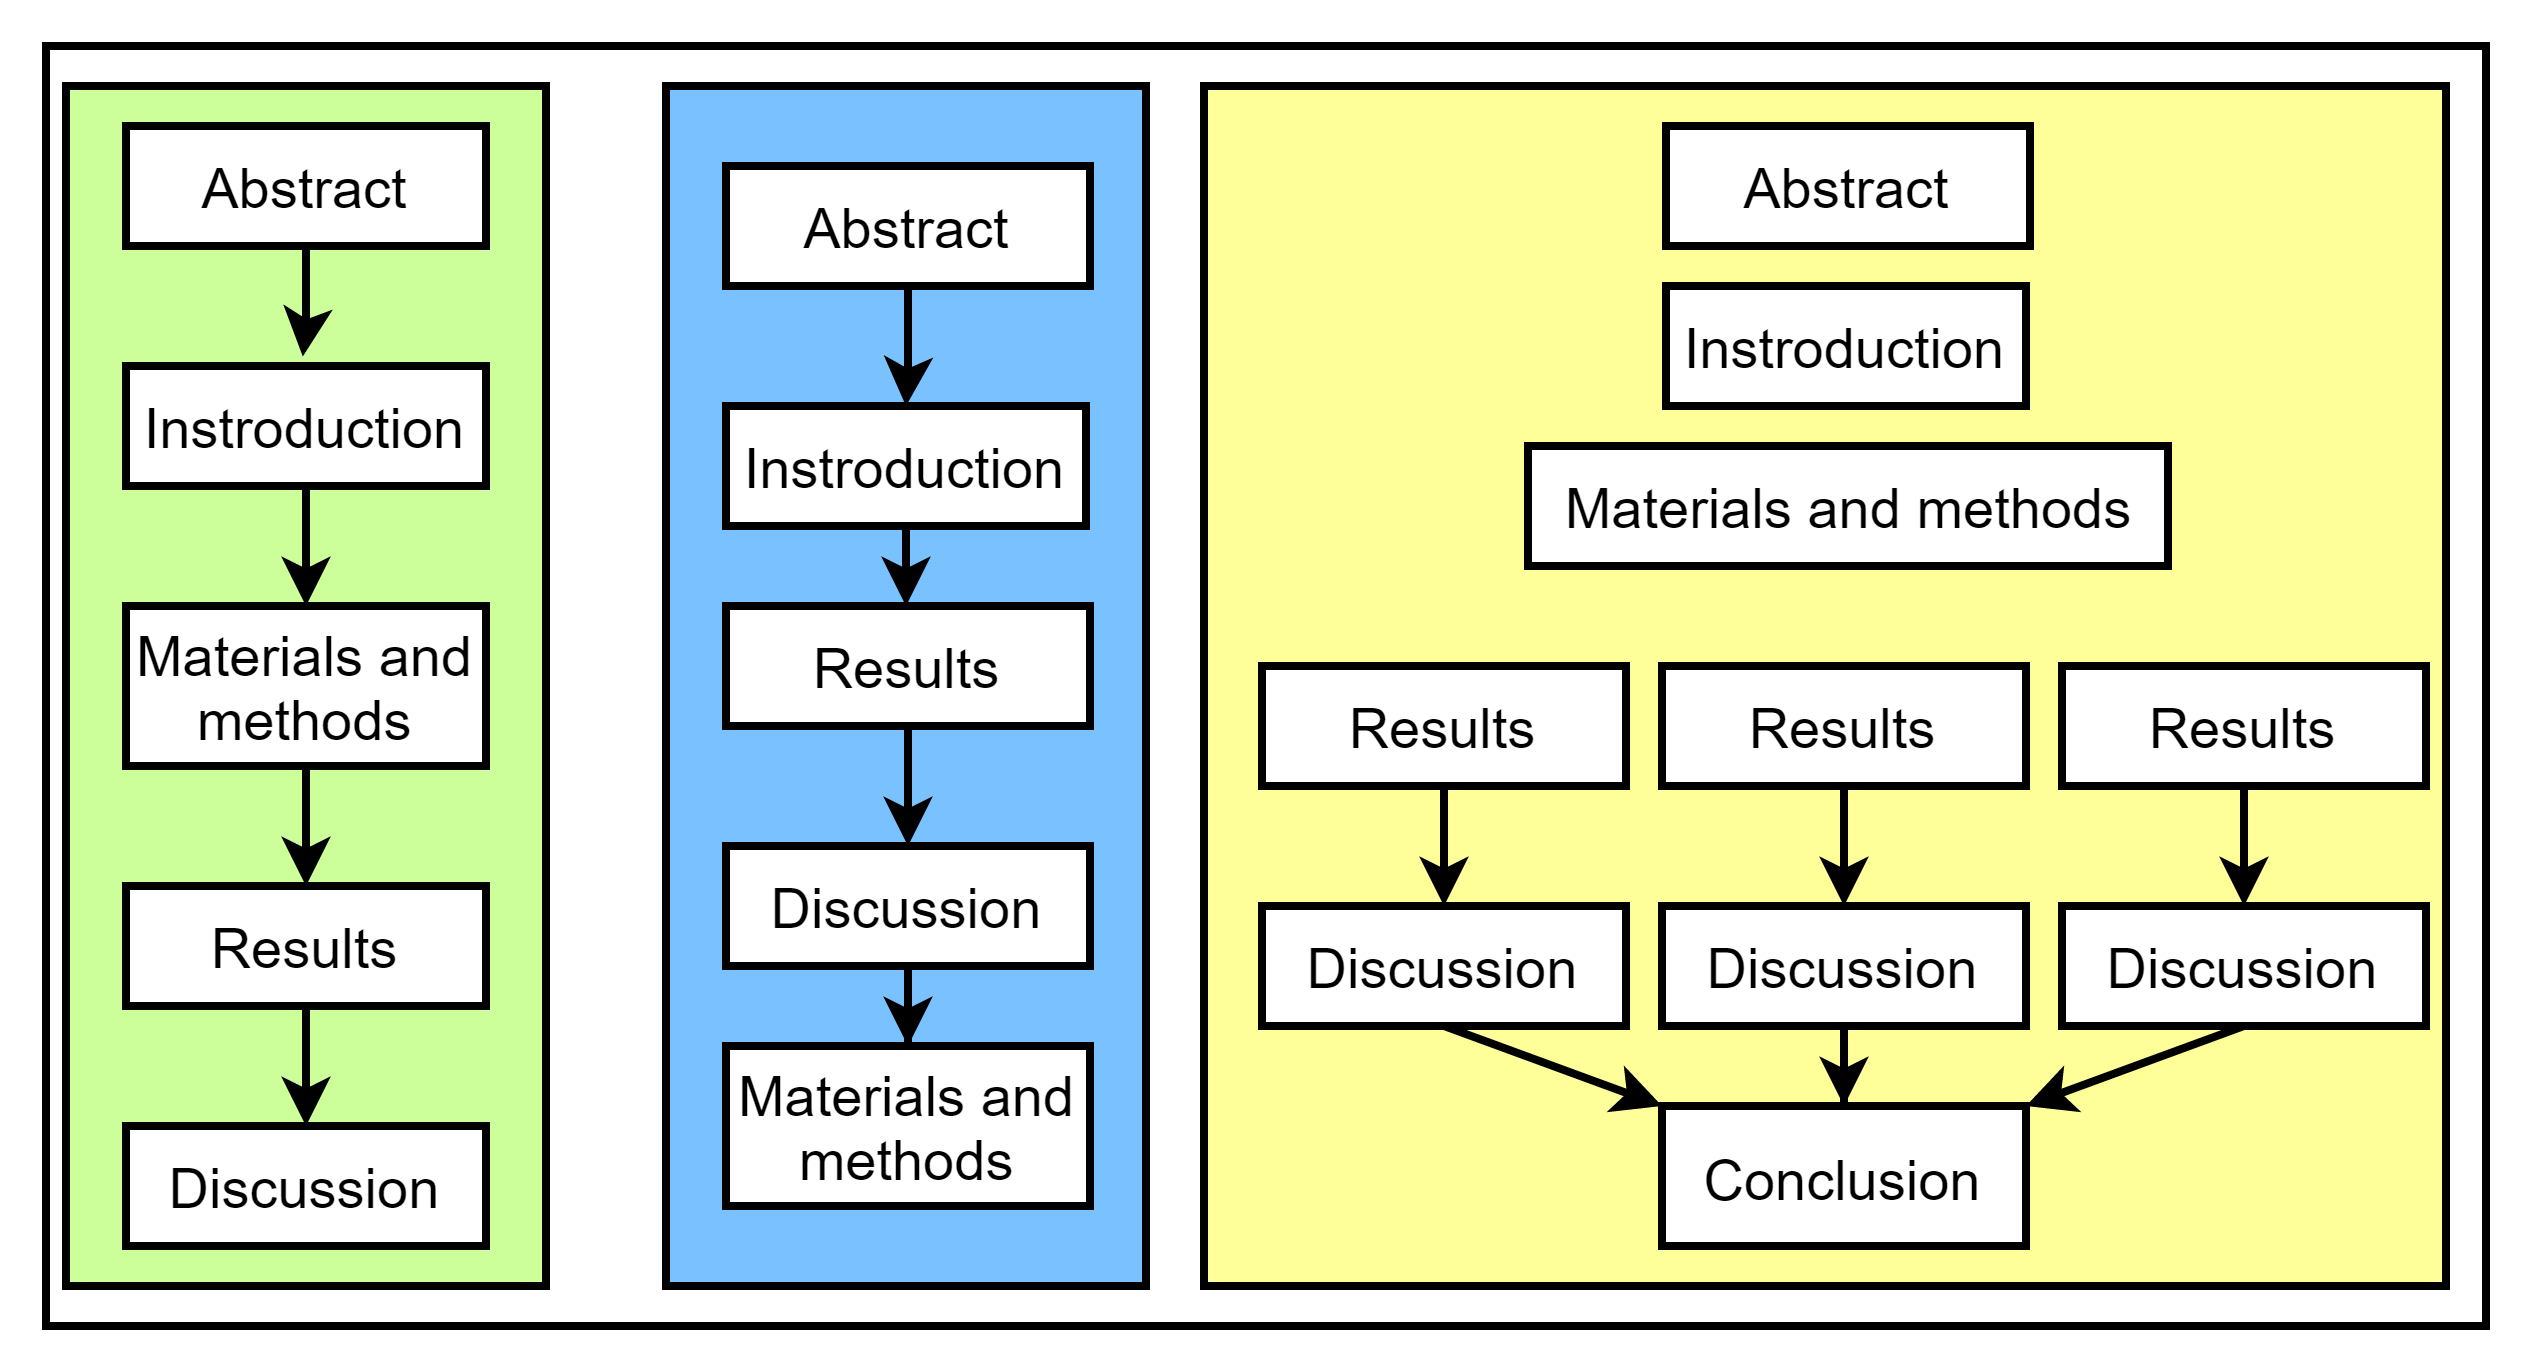 Abstract
Instroduction
Materials and
methods
Results
Discussion
Abstract
Instroduction
Results
Discussion
Materials and
methods
Abstract
Instroduction
Materials and methods
Results
Results
Results
Discussion
Discussion
Discussion
Conclusion